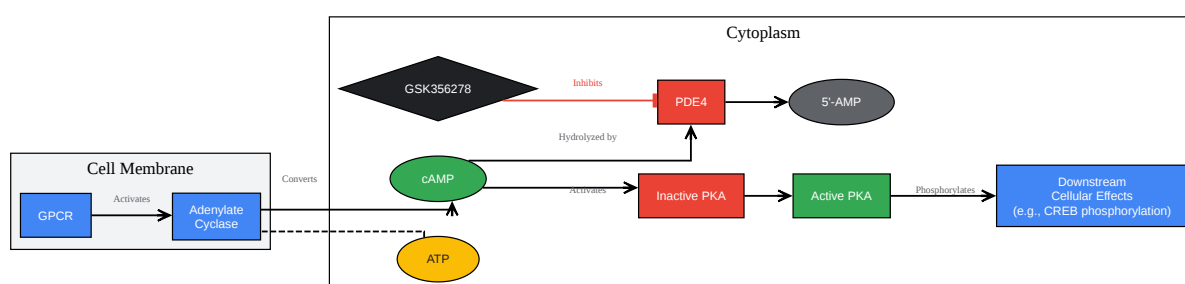 Cytoplasm
GSK356278
Inhibits
PDE4
5'-AMP
Hydrolyzed by
Cell Membrane
Converts
cAMP
Activates
Inactive PKA
Active PKA
Phosphorylates
Downstream
Cellular Effects
(e.g., CREB phosphorylation)
GPCR
Activates
Adenylate
Cyclase
ATP